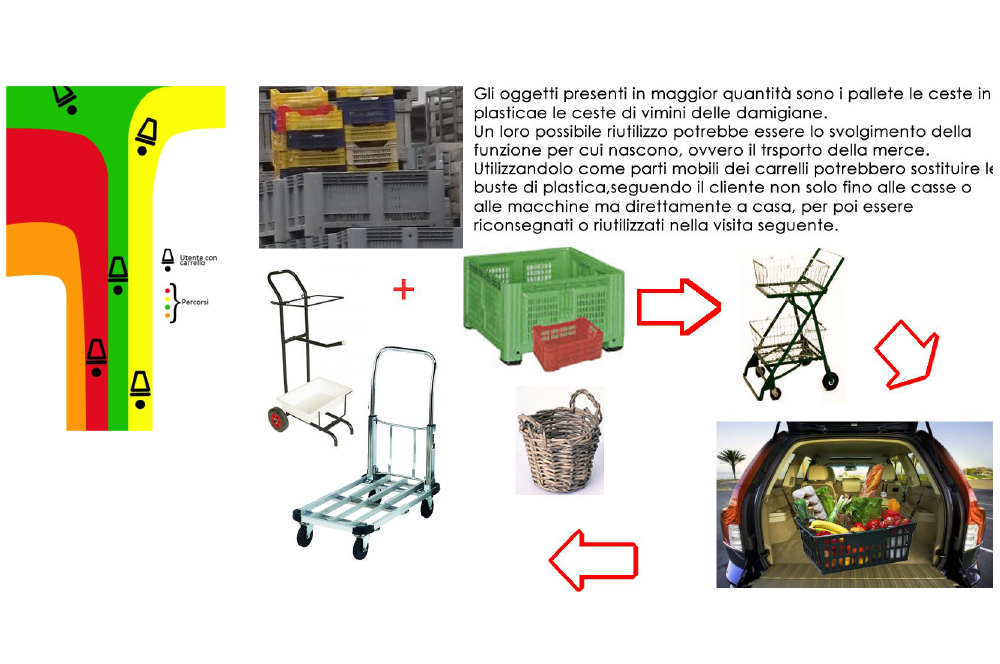 Gli oggetti presenti in maggior quantità sono i pallete le ceste in
plasticae le ceste di vimini delle damigiane.
Un loro possibile riutilizzo potrebbe essere lo svolgimento della
funzione per cui nascono, ovvero il trsporto della merce.
Utilizzandolo come parti mobili dei carrelli potrebbero sostituire le
buste di plastica,seguendo il cliente non solo fino alle casse o
alle macchine ma direttamente a casa, per poi essere
riconsegnati o riutilizzati nella visita seguente.
Utente con
carrello
Percorsi